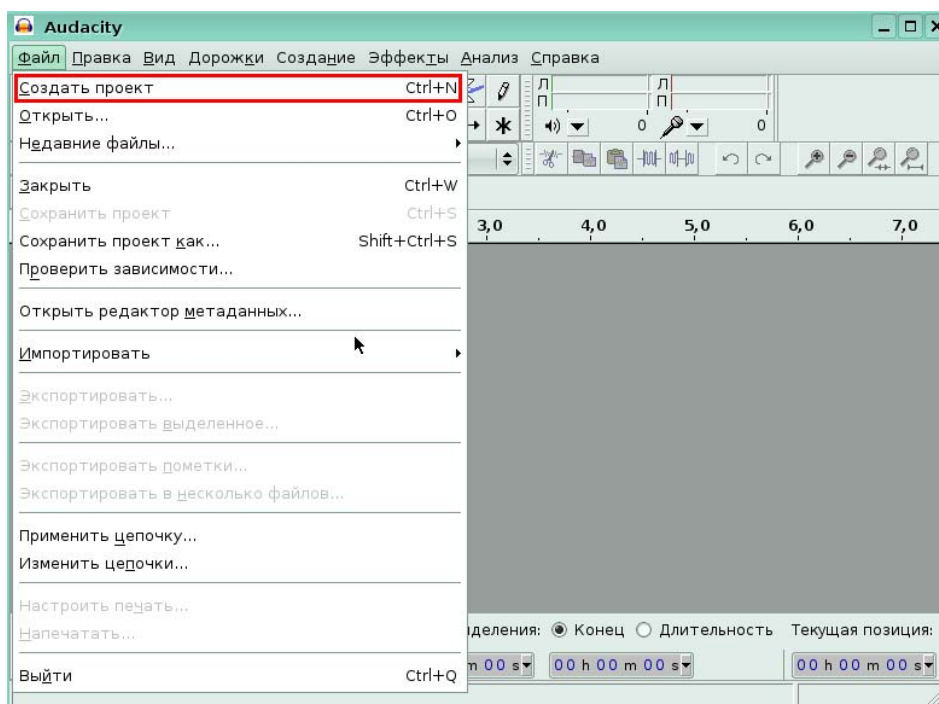 Audacity
Файл Правка Вид Дорожки Создание Эффекты Анализ Справка
Создать проект Ctrl+N
Открыть... Ctrl+O
Недавние файлы...
Закрыть Ctrl+W
Сохранить проект Ctrl+S
Сохранить проект как... Shift+Ctrl+S
Проверить зависимости...
Открыть редактор метаданных...
Импортировать
Экспортировать...
Экспортировать выделенное...
Экспортировать пометки...
Экспортировать в несколько файлов...
Применить цепочку...
Изменить цепочки...
Настроить печать...
Напечатать...
Выйти Ctrl+Q
Л Л
П П
0 0
3,0 4,0 5,0 6,0 7,0
Конец Длительность Текущая позиция:
m 00 s 00 h 00 m 00 s 00 h 00 m 00 s